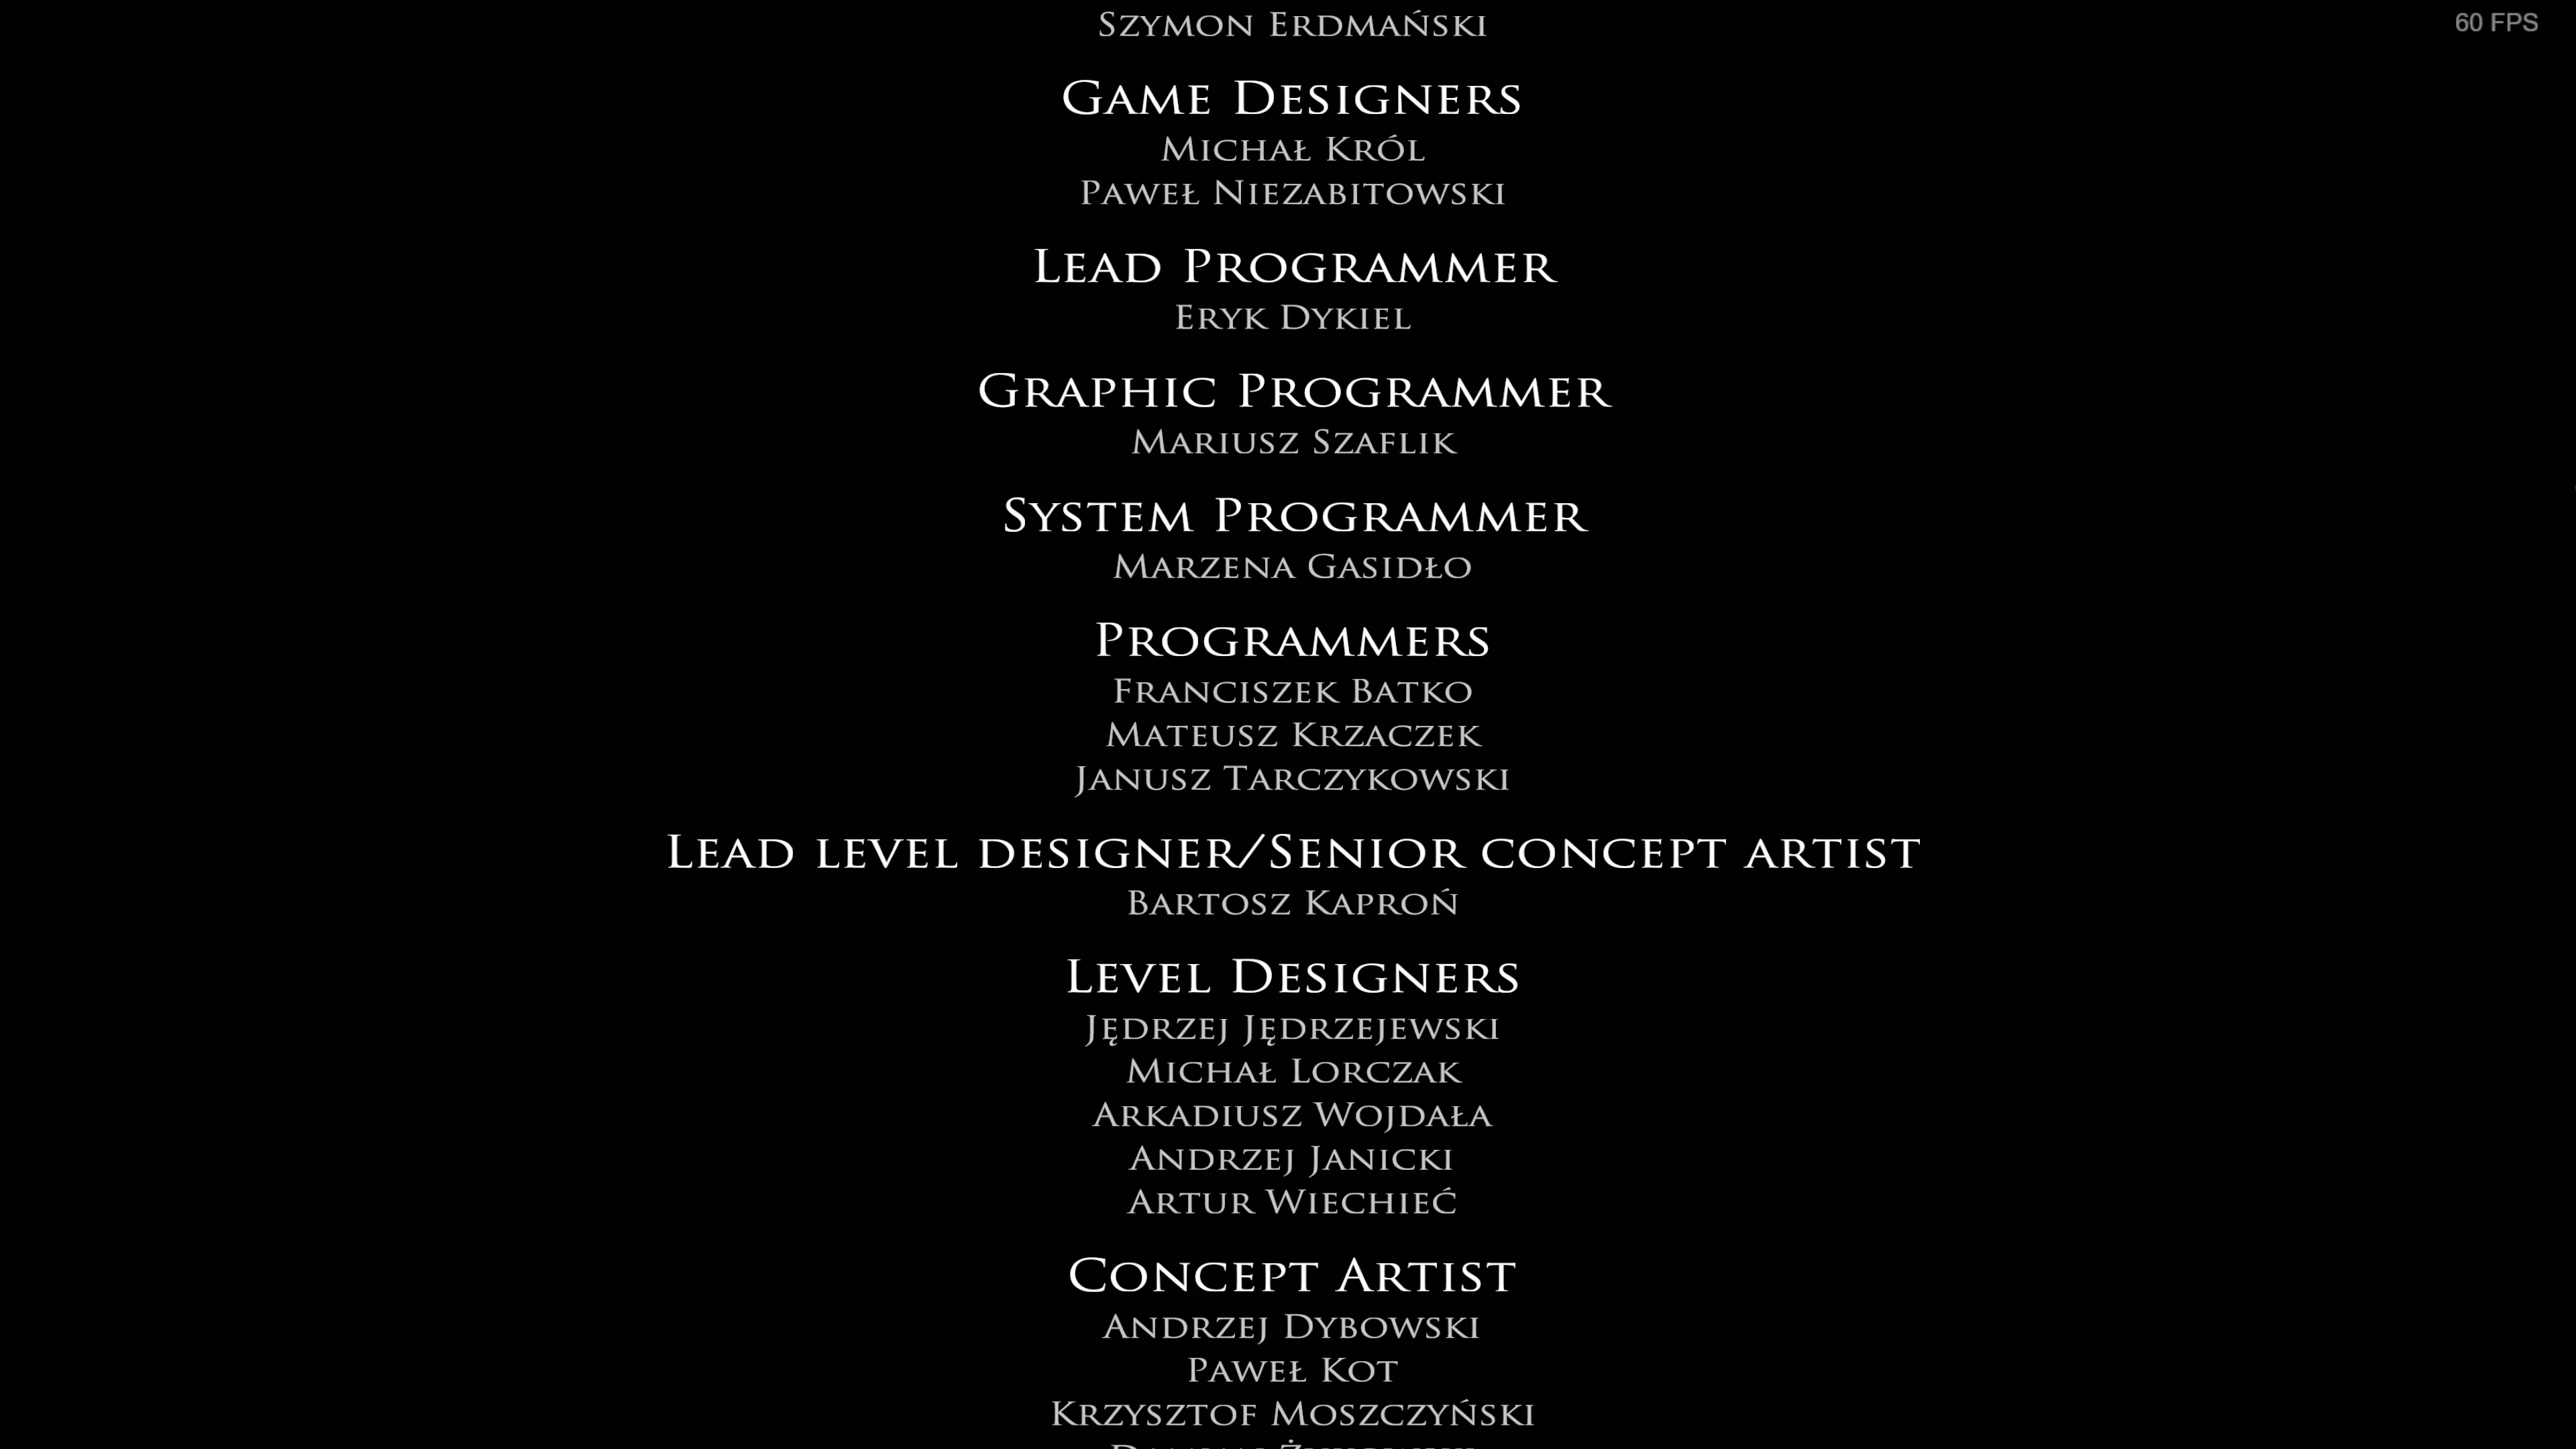 Szymon Erdmański
60 FPS
Game Designers
Michał Król
Paweł Niezabitowski
Lead Programmer
Eryk Dykiel
Graphic Programmer
Mariusz Szaflik
System Programmer
Marzena Gasidło
Programmers
Franciszek Batko
Mateusz Krzaczek
Janusz Tarczykowski
Lead level designer/Senior concept artist
Bartosz Kaproń
Level Designers
Jędrzej Jędrzejewski
Michał Lorczak
Arkadiusz Wojdała
Andrzej Janicki
Artur Wiechieć
Concept Artist
Andrzej Dybowski
Paweł Kot
Krzysztof Moszczyński